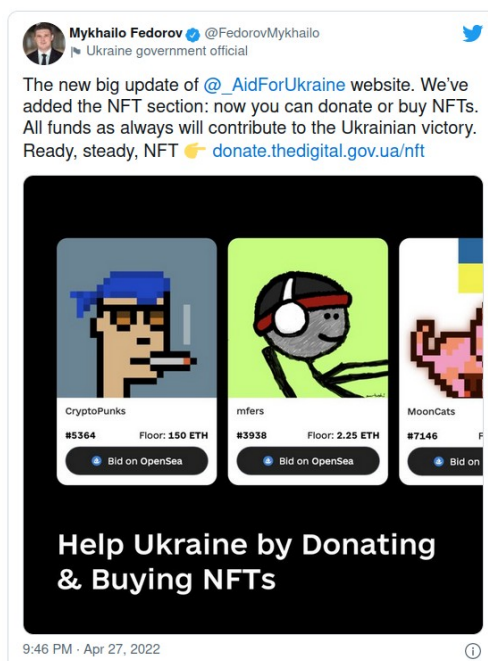 Mykhailo Fedorov @FedorovMykhailo
Ukraine government official
The new big update of @_AidForUkraine website. We've
added the NFT section: now you can donate or buy NFTs.
All funds as always will contribute to the Ukrainian victory.
Ready, steady, NFT 👉 donate.thedigital.gov.ua/nft
CryptoPunks
#5364 Floor: 150 ETH
Bid on OpenSea
mfers
#3938 Floor: 2.25 ETH
Bid on OpenSea
MoonCats
#7146 F
Bid on
Help Ukraine by Donating
& Buying NFTs
9:46 PM · Apr 27, 2022